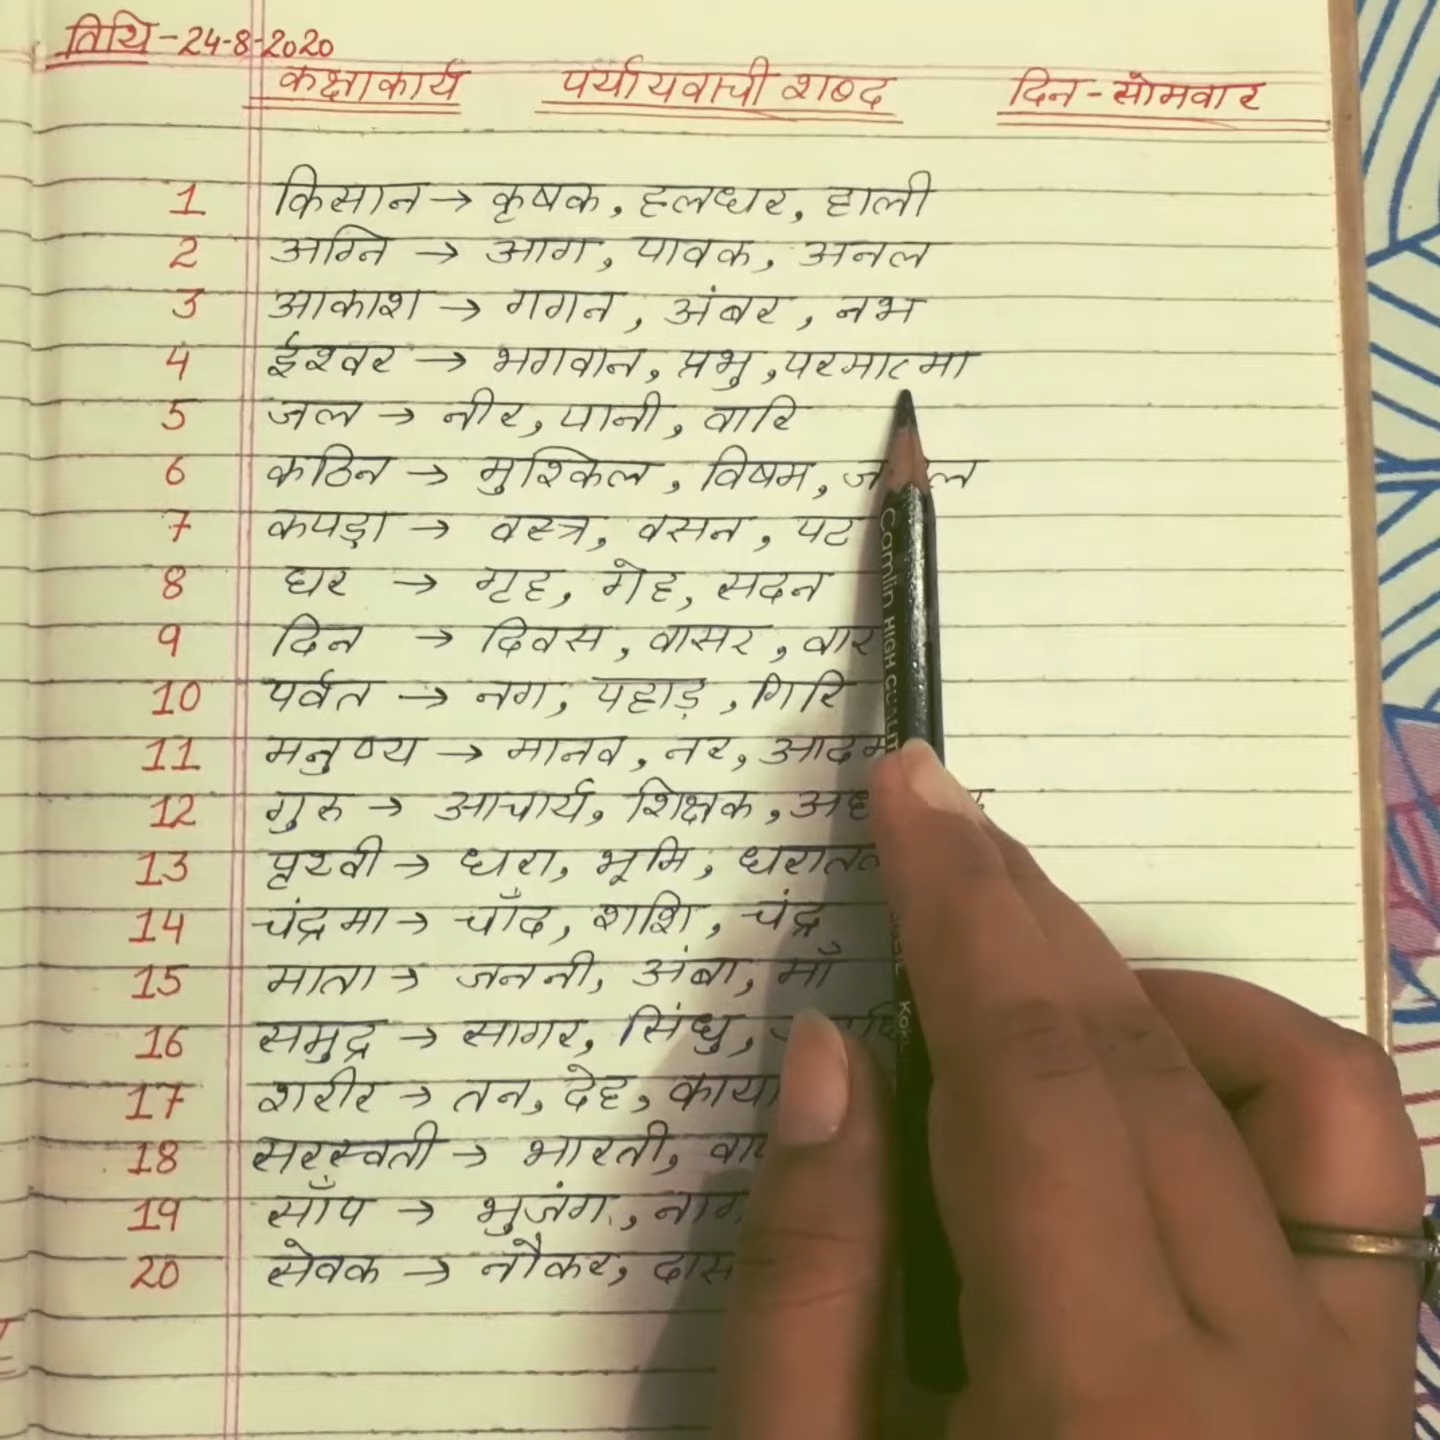 तिथि-24-8-2020
कक्षाकार्य पर्यायवाची शब्द दिन-सोमवार
1 किसान → कृषक, हलधर, हाली
2 अग्नि → आग, पावक, अनल
3 आकाश → गगन, अंबर, नभ
4 ईश्वर → भगवान, प्रभु, परमात्मा
5 जल → नीर, पानी, वारि
6 कठिन → मुश्किल, विषम,
7 कपड़ा → वस्त्र, वसन, पट
8 घर → गृह, गेह, सदन
9 दिन → दिवस, वासर, वार
10 पर्वत → नग, पहाड़, गिरि
11 मनुष्य → मानव, नर,
12 गुरु → आचार्य, शिक्षक,
13 पृथ्वी → धरा, भूमि,
14 चंद्रमा → चाँद, शशि, चंद्र
15 माता → जननी, अंबा, माँ
16 समुद्र → सागर, सिंधु,
17 शरीर → तन, देह, काया
18 सरस्वती → भारती,
19 साँप → भुजंग, नाग
20 सेवक → नौकर, दास
Camlin HIGH QUALITY